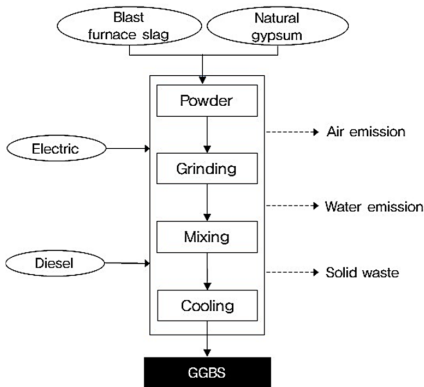 Blast
furnace slag
Natural
gypsum
Powder
Air emission
Electric
Grinding
Water emission
Mixing
Diesel
Solid waste
Cooling
GGBS